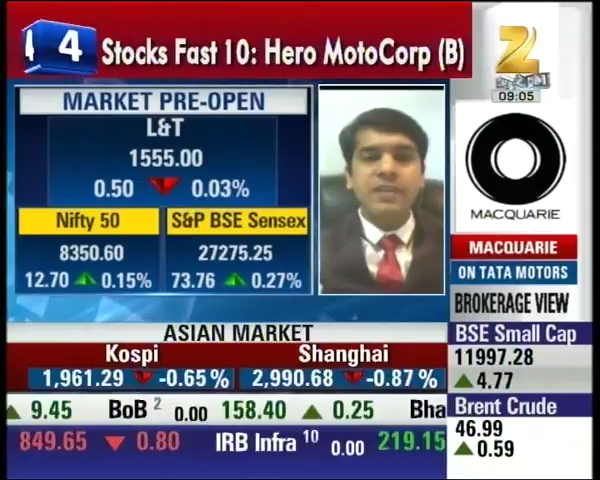 4
Stocks Fast 10: Hero MotoCorp (B)
09:05
MARKET PRE-OPEN
L&T
1555.00
0.50 ▼ 0.03%
Nifty 50
8350.60
12.70 ▲ 0.15%
S&P BSE Sensex
27275.25
73.76 ▲ 0.27%
MACQUARIE
MACQUARIE
ON TATA MOTORS
BROKERAGE VIEW
ASIAN MARKET
Kospi
1,961.29 ▼ -0.65 %
Shanghai
2,990.68 ▼ -0.87 %
BSE Small Cap
11997.28
▲ 4.77
Brent Crude
46.99
▲ 0.59
▲ 9.45 BoB 2 0.00 158.40 ▲ 0.25 Bha
849.65 ▼ 0.80 IRB Infra 10 0.00 219.15